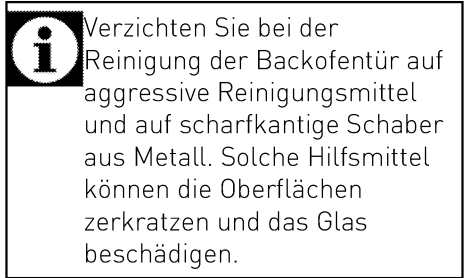 Verzichten Sie bei der
Reinigung der Backofentür auf
aggressive Reinigungsmittel
und auf scharfkantige Schaber
aus Metall. Solche Hilfsmittel
können die Oberflächen
zerkratzen und das Glas
beschädigen.